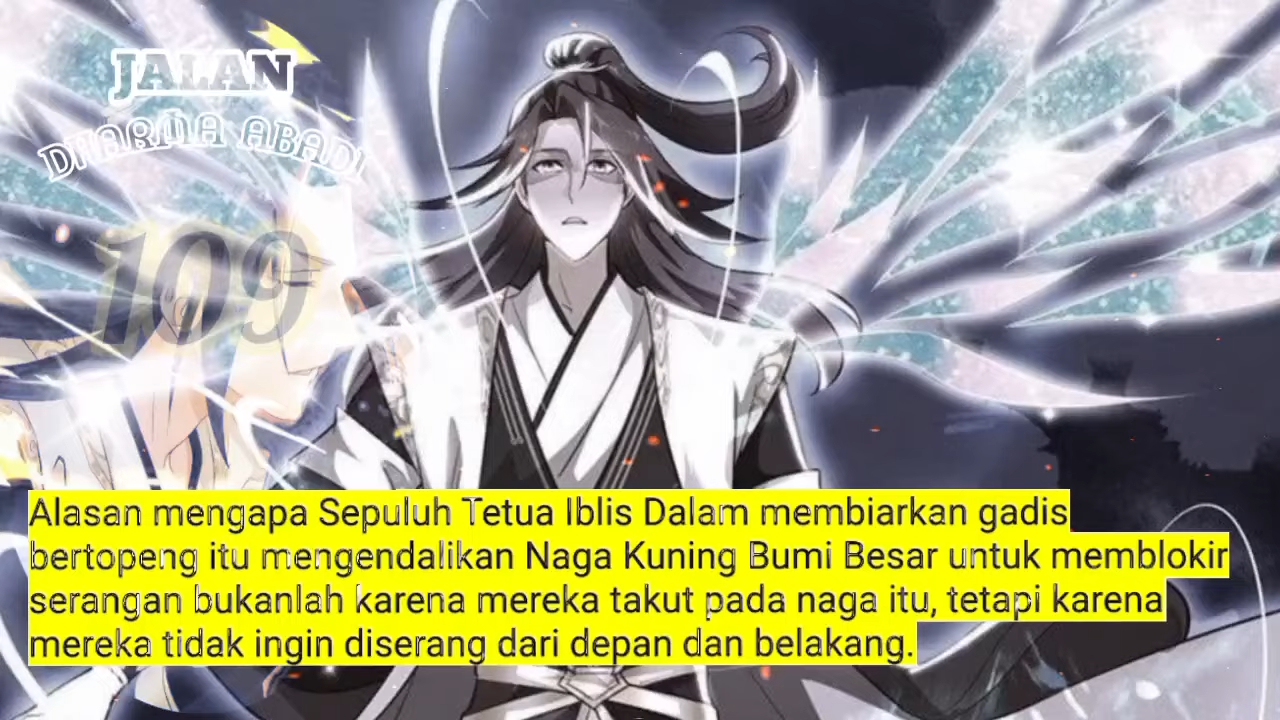 JALAN
DHARMA ABADI
109
Alasan mengapa Sepuluh Tetua Iblis Dalam membiarkan gadis
bertopeng itu mengendalikan Naga Kuning Bumi Besar untuk memblokir
serangan bukanlah karena mereka takut pada naga itu, tetapi karena
mereka tidak ingin diserang dari depan dan belakang.